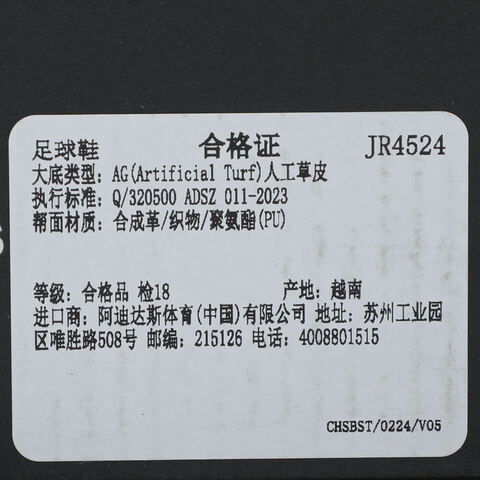 足球鞋 合格证 JR4524
大底类型: AG(Artificial Turf)人工草皮
执行标准: Q/320500 ADSZ 011-2023
帮面材质: 合成革/织物/聚氨酯(PU)
等级: 合格品 检18 产地: 越南
进口商: 阿迪达斯体育(中国)有限公司 地址: 苏州工业园
区唯胜路508号 邮编: 215126 电话: 4008801515
CHSBST/0224/V05